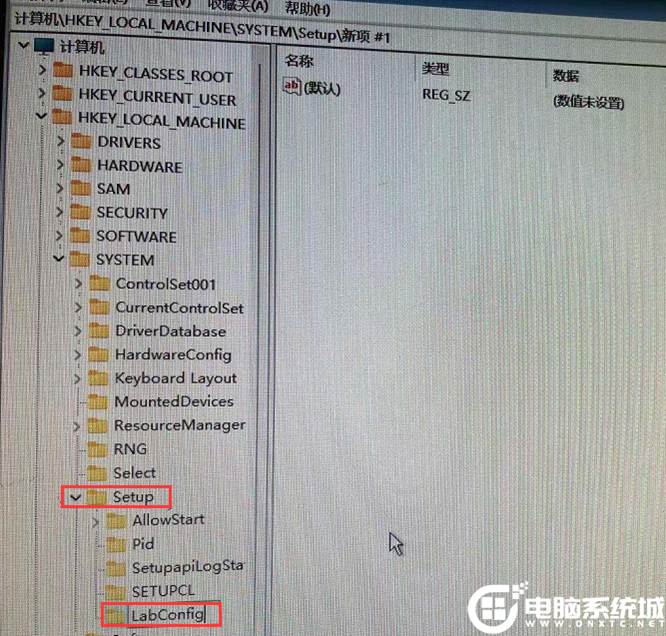 查看(V) 收藏夹(A) 帮助(H)
计算机\HKEY_LOCAL_MACHINE\SYSTEM\Setup\新项 #1
计算机
HKEY_CLASSES_ROOT
HKEY_CURRENT_USER
HKEY_LOCAL_MACHINE
DRIVERS
HARDWARE
SAM
SECURITY
SOFTWARE
SYSTEM
ControlSet001
CurrentControlSet
DriverDatabase
HardwareConfig
Keyboard Layout
MountedDevices
ResourceManager
RNG
Select
Setup
AllowStart
Pid
SetupapiLogSta
SETUPCL
LabConfig
名称 类型 数据
ab (默认) REG_SZ (数值未设置)
电脑系统城
WWW.DNXTC.NET